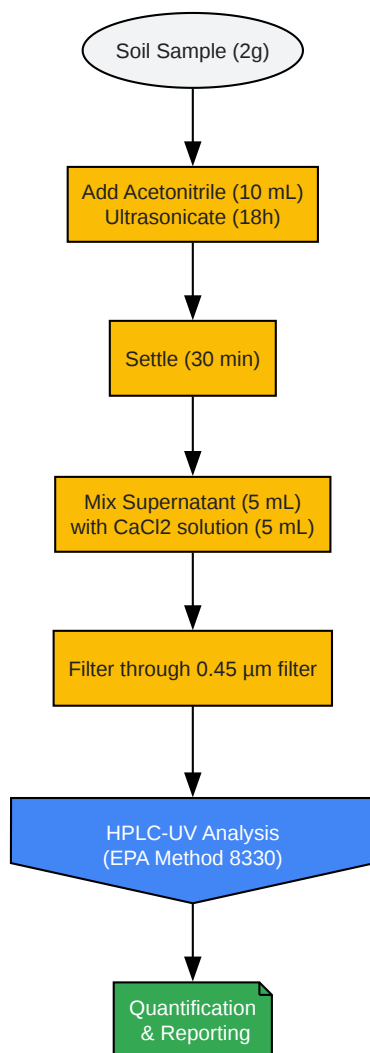 Soil Sample (2g)
Add Acetonitrile (10 mL)
Ultrasonicate (18h)
Settle (30 min)
Mix Supernatant (5 mL)
with CaCl2 solution (5 mL)
Filter through 0.45 µm filter
HPLC-UV Analysis
(EPA Method 8330)
Quantification
& Reporting